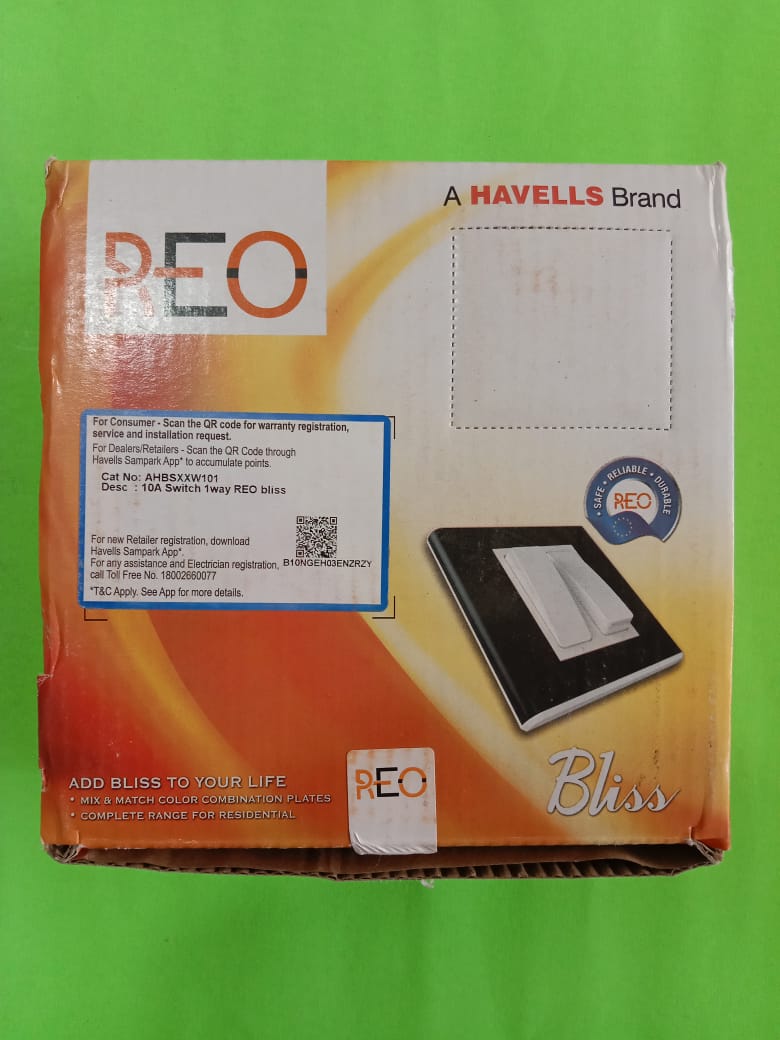 REO
A HAVELLS Brand
For Consumer - Scan the QR code for warranty registration,
service and installation request.
For Dealers/Retailers - Scan the QR Code through
Havells Sampark App* to accumulate points.
Cat No: AHBSXXW101
Desc : 10A Switch 1way REO bliss
For new Retailer registration, download
Havells Sampark App*.
For any assistance and Electrician registration,
call Toll Free No. 18002660077
*T&C Apply. See App for more details.
B10NGEH03ENZRZY
• SAFE • RELIABLE • DURABLE
REO
Bliss
ADD BLISS TO YOUR LIFE
• MIX & MATCH COLOR COMBINATION PLATES
• COMPLETE RANGE FOR RESIDENTIAL
REO